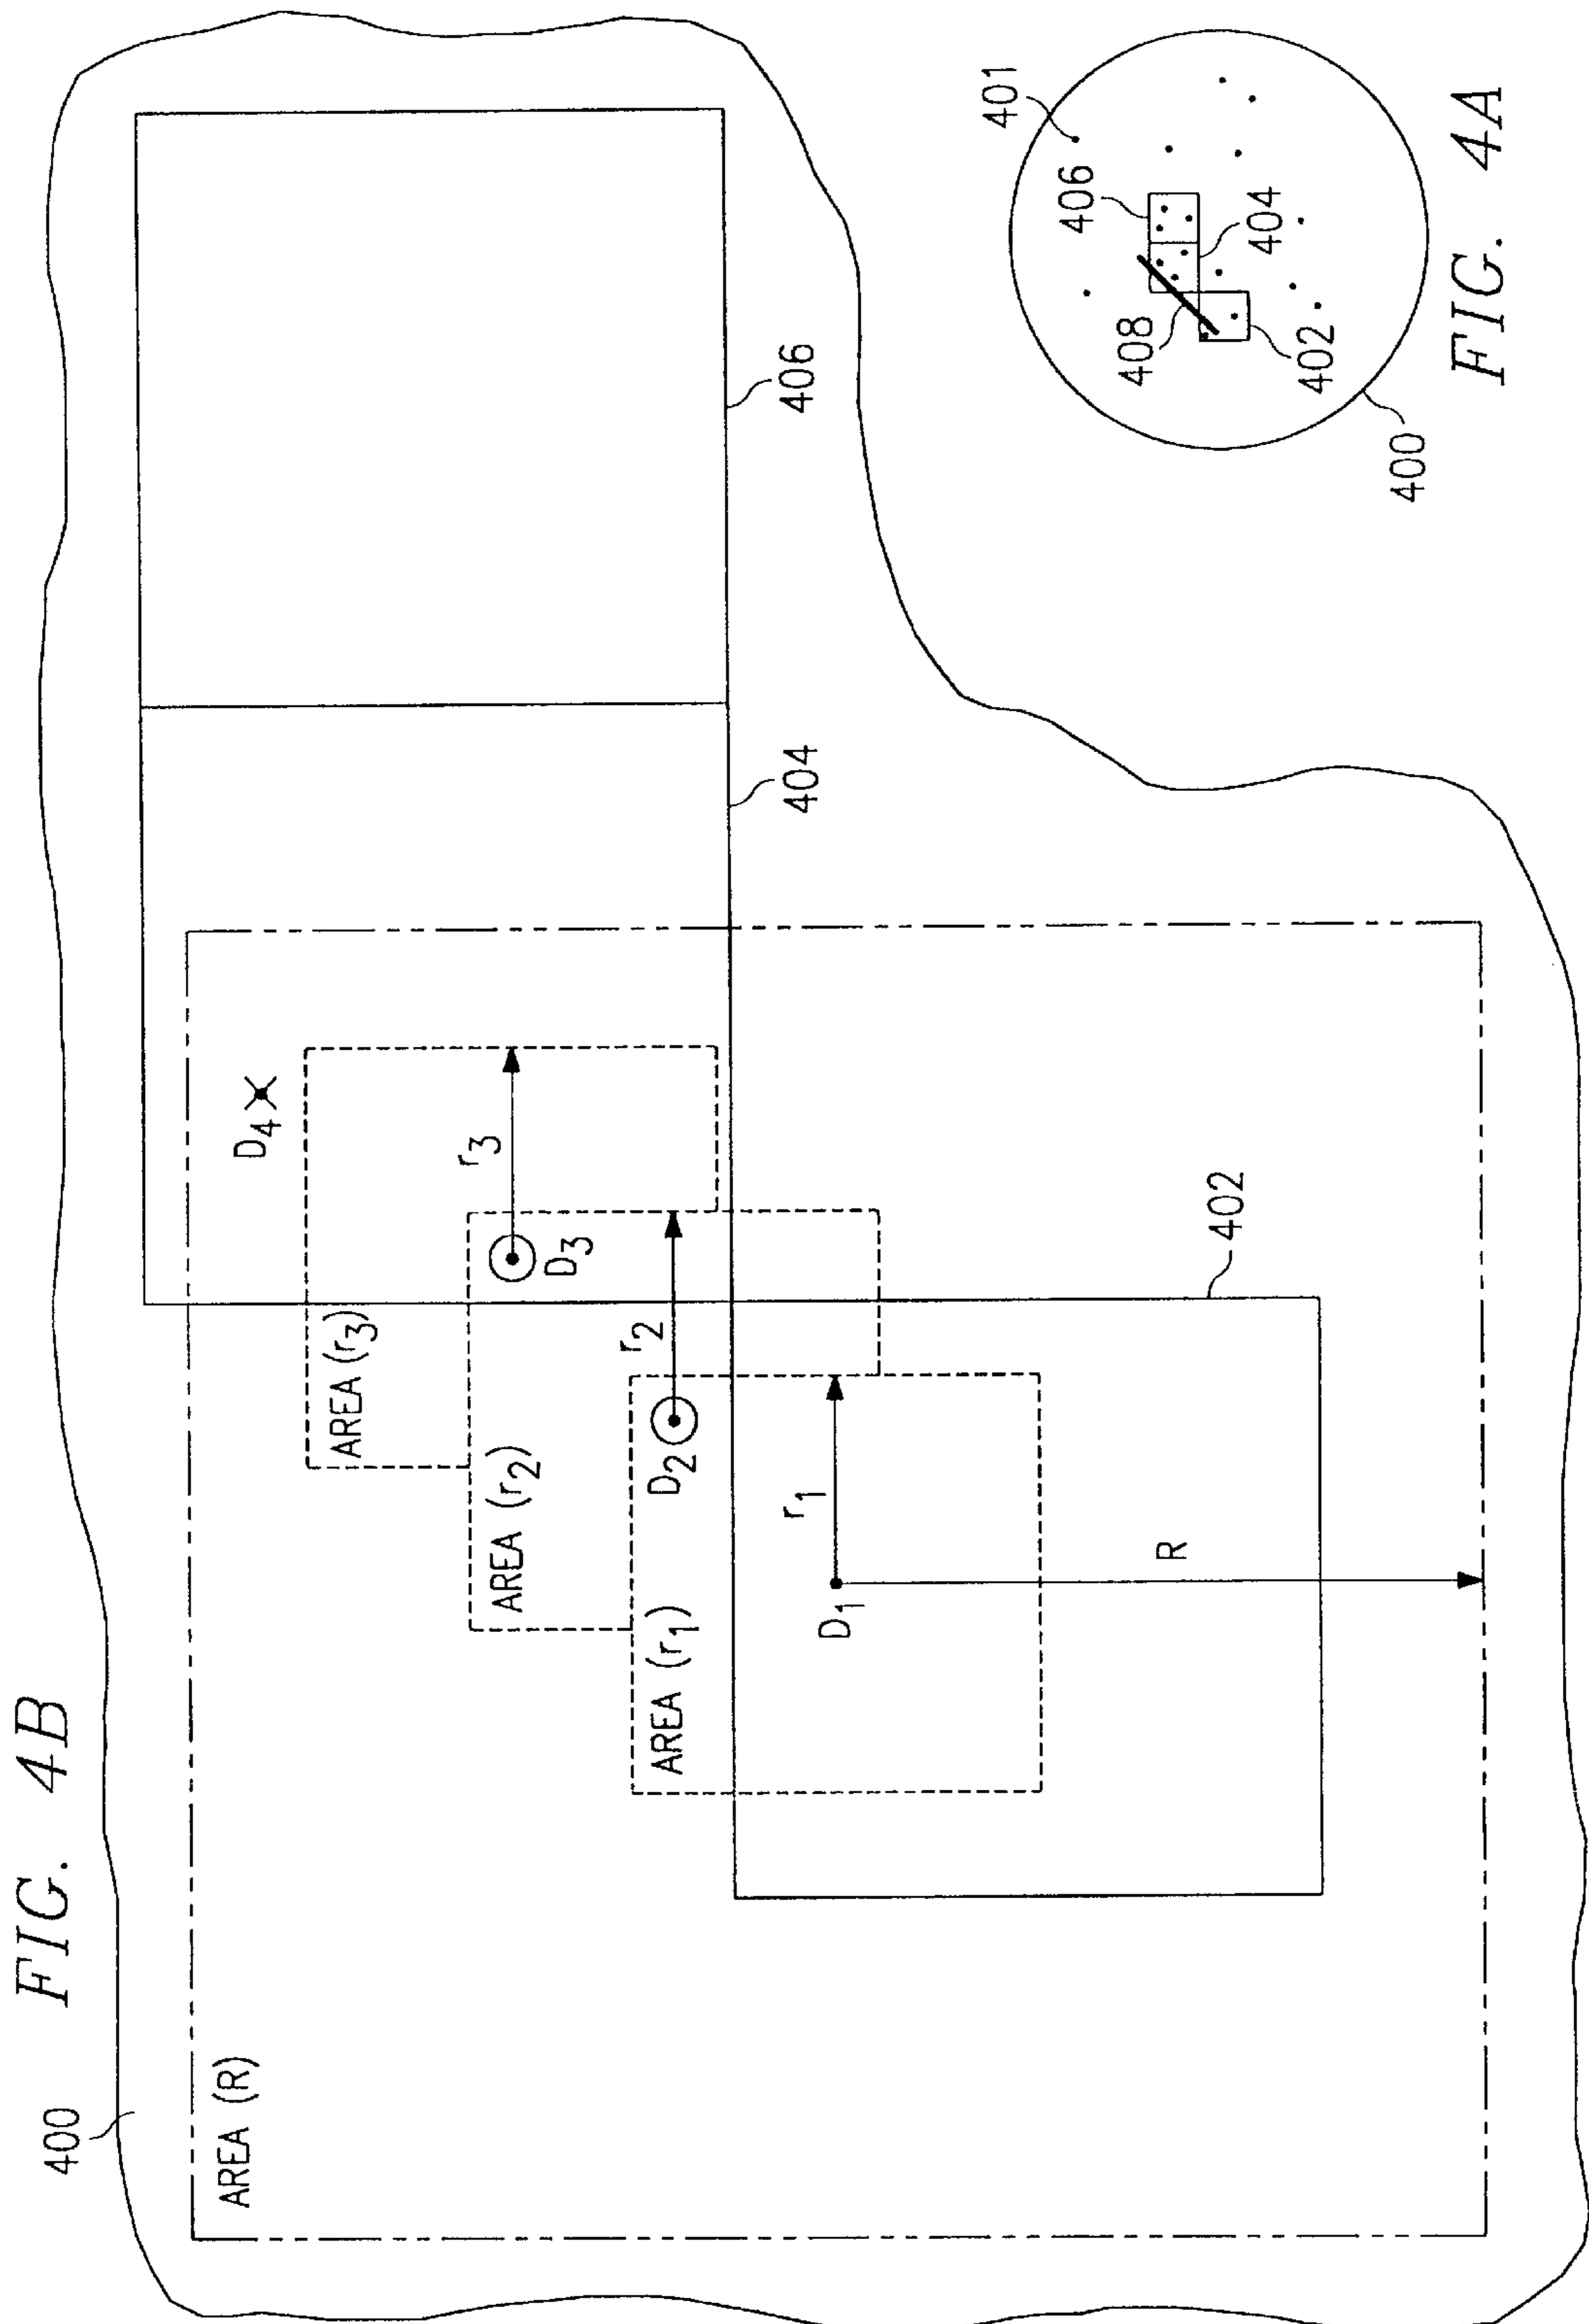 FIG. 4B
400
AREA (R)
AREA (r1)
AREA (r2)
AREA (r3)
D1
r1
R
D2
r2
D3
r3
D4
402
404
406
FIG. 4A
400
401
402
404
406
408